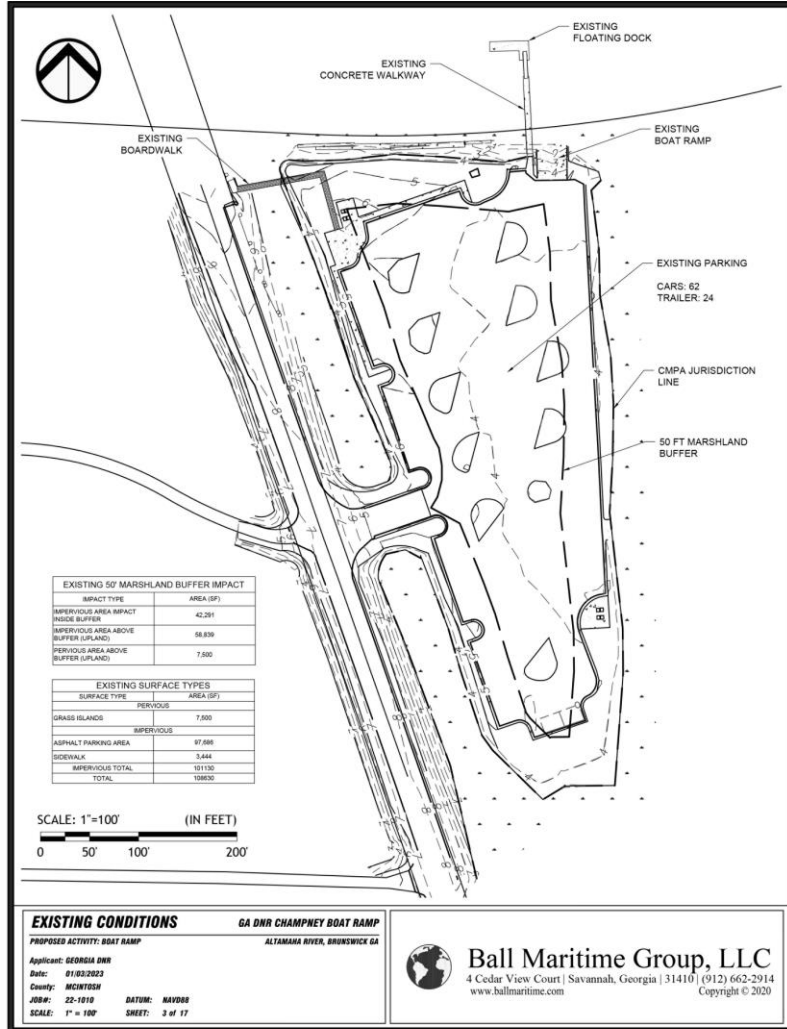 EXISTING
FLOATING DOCK
EXISTING
CONCRETE WALKWAY
EXISTING
BOARDWALK
EXISTING
BOAT RAMP
EXISTING PARKING
CARS: 62
TRAILER: 24
CMPA JURISDICTION
LINE
50 FT MARSHLAND
BUFFER
EXISTING 50' MARSHLAND BUFFER IMPACT
IMPACT TYPE AREA (SF)
IMPERVIOUS AREA IMPACT
INSIDE BUFFER 42,291
IMPERVIOUS AREA ABOVE
BUFFER (UPLAND) 58,839
PERVIOUS AREA ABOVE
BUFFER (UPLAND) 7,500
EXISTING SURFACE TYPES
SURFACE TYPE AREA (SF)
PERVIOUS
GRASS ISLANDS 7,500
IMPERVIOUS
ASPHALT PARKING AREA 97,686
SIDEWALK 3,444
IMPERVIOUS TOTAL 101130
TOTAL 108630
SCALE: 1"=100' (IN FEET)
0 50' 100' 200'
EXISTING CONDITIONS GA DNR CHAMPNEY BOAT RAMP
PROPOSED ACTIVITY: BOAT RAMP ALTAMAHA RIVER, BRUNSWICK GA
Applicant: GEORGIA DNR
Date: 01/03/2023
County: MCINTOSH
JOB#: 22-1010 DATUM: NAVD88
SCALE: 1" = 100' SHEET: 3 of 17
Ball Maritime Group, LLC
4 Cedar View Court | Savannah, Georgia | 31410 | (912) 662-2914
www.ballmaritime.com Copyright © 2020